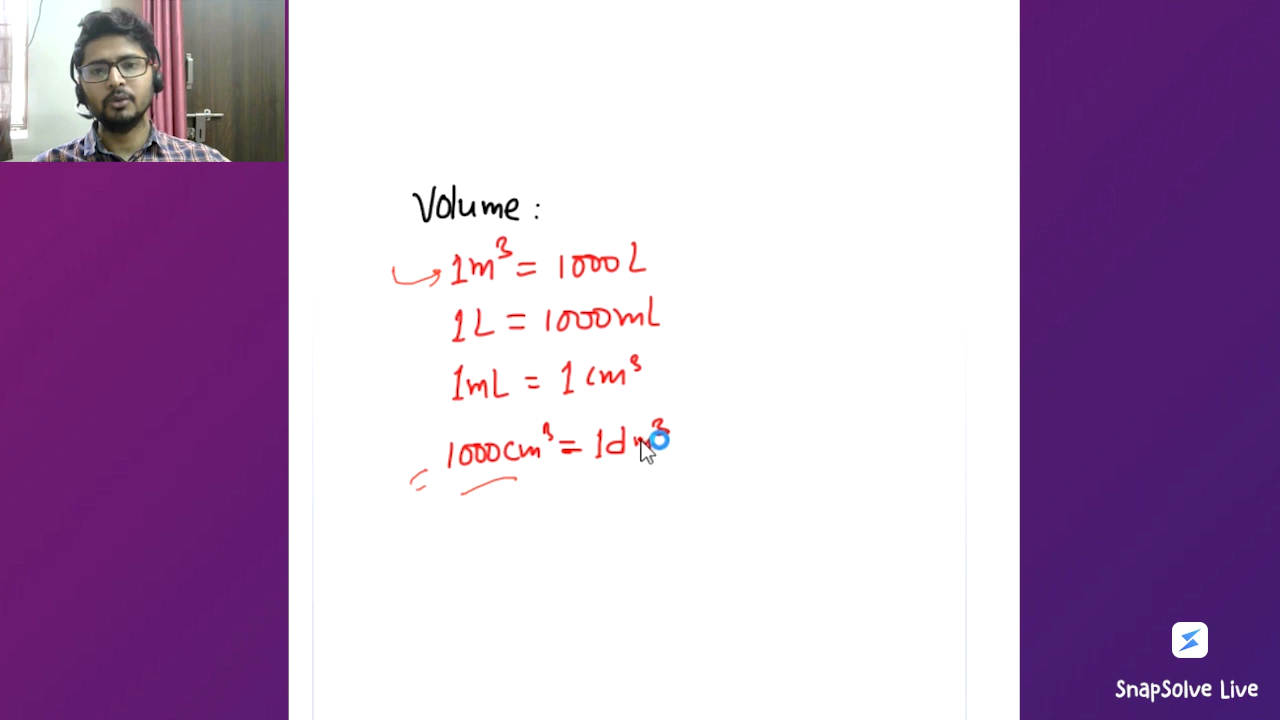 Volume :
1m³ = 1000L
1L = 1000mL
1mL = 1cm³
1000cm³ = 1dm³
SnapSolve Live